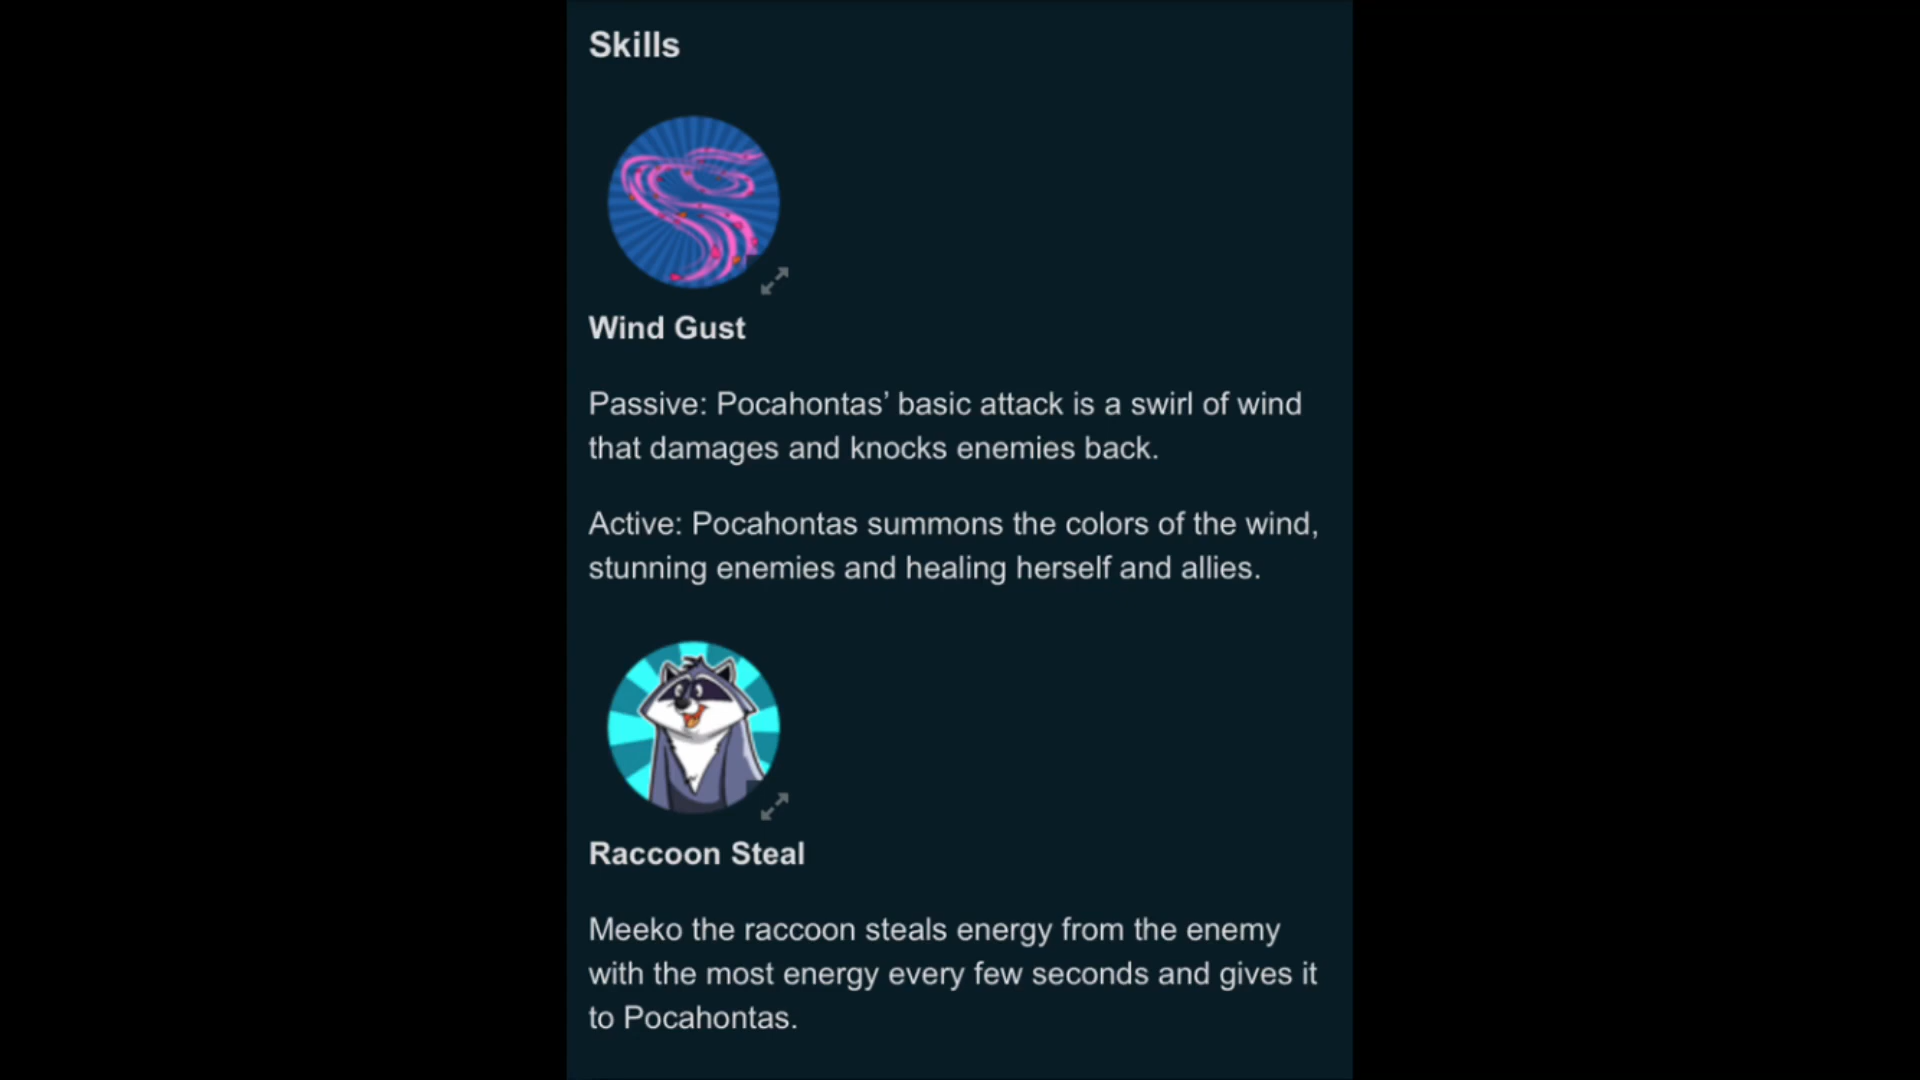 Skills
Wind Gust
Passive: Pocahontas’ basic attack is a swirl of wind
that damages and knocks enemies back.
Active: Pocahontas summons the colors of the wind,
stunning enemies and healing herself and allies.
Raccoon Steal
Meeko the raccoon steals energy from the enemy
with the most energy every few seconds and gives it
to Pocahontas.